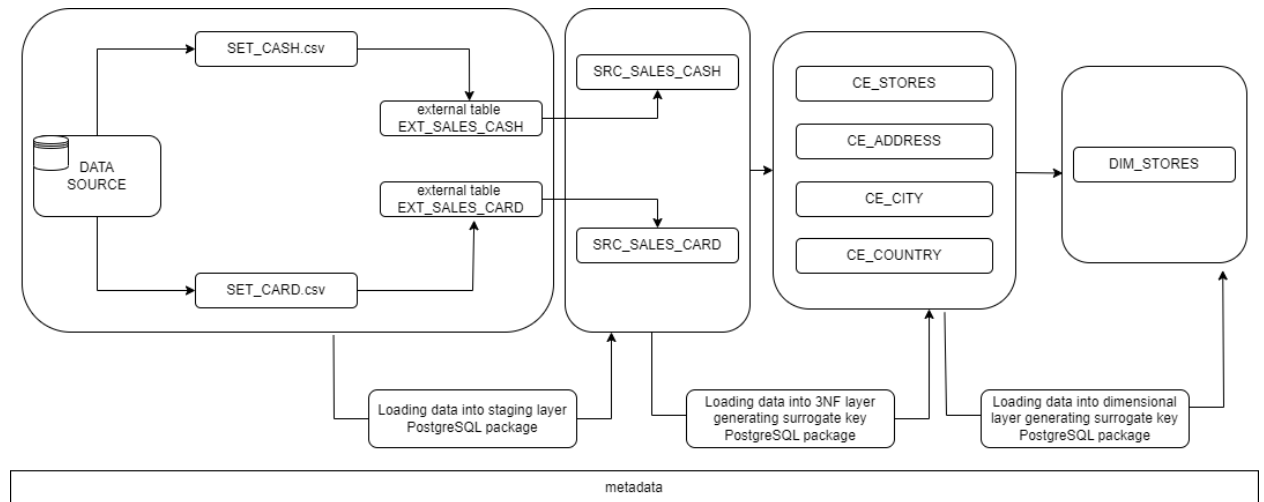 SET_CASH.csv
external table
EXT_SALES_CASH
DATA
SOURCE
external table
EXT_SALES_CARD
SET_CARD.csv
SRC_SALES_CASH
SRC_SALES_CARD
CE_STORES
CE_ADDRESS
CE_CITY
CE_COUNTRY
DIM_STORES
Loading data into staging layer
PostgreSQL package
Loading data into 3NF layer
generating surrogate key
PostgreSQL package
Loading data into dimensional
layer generating surrogate key
PostgreSQL package
metadata